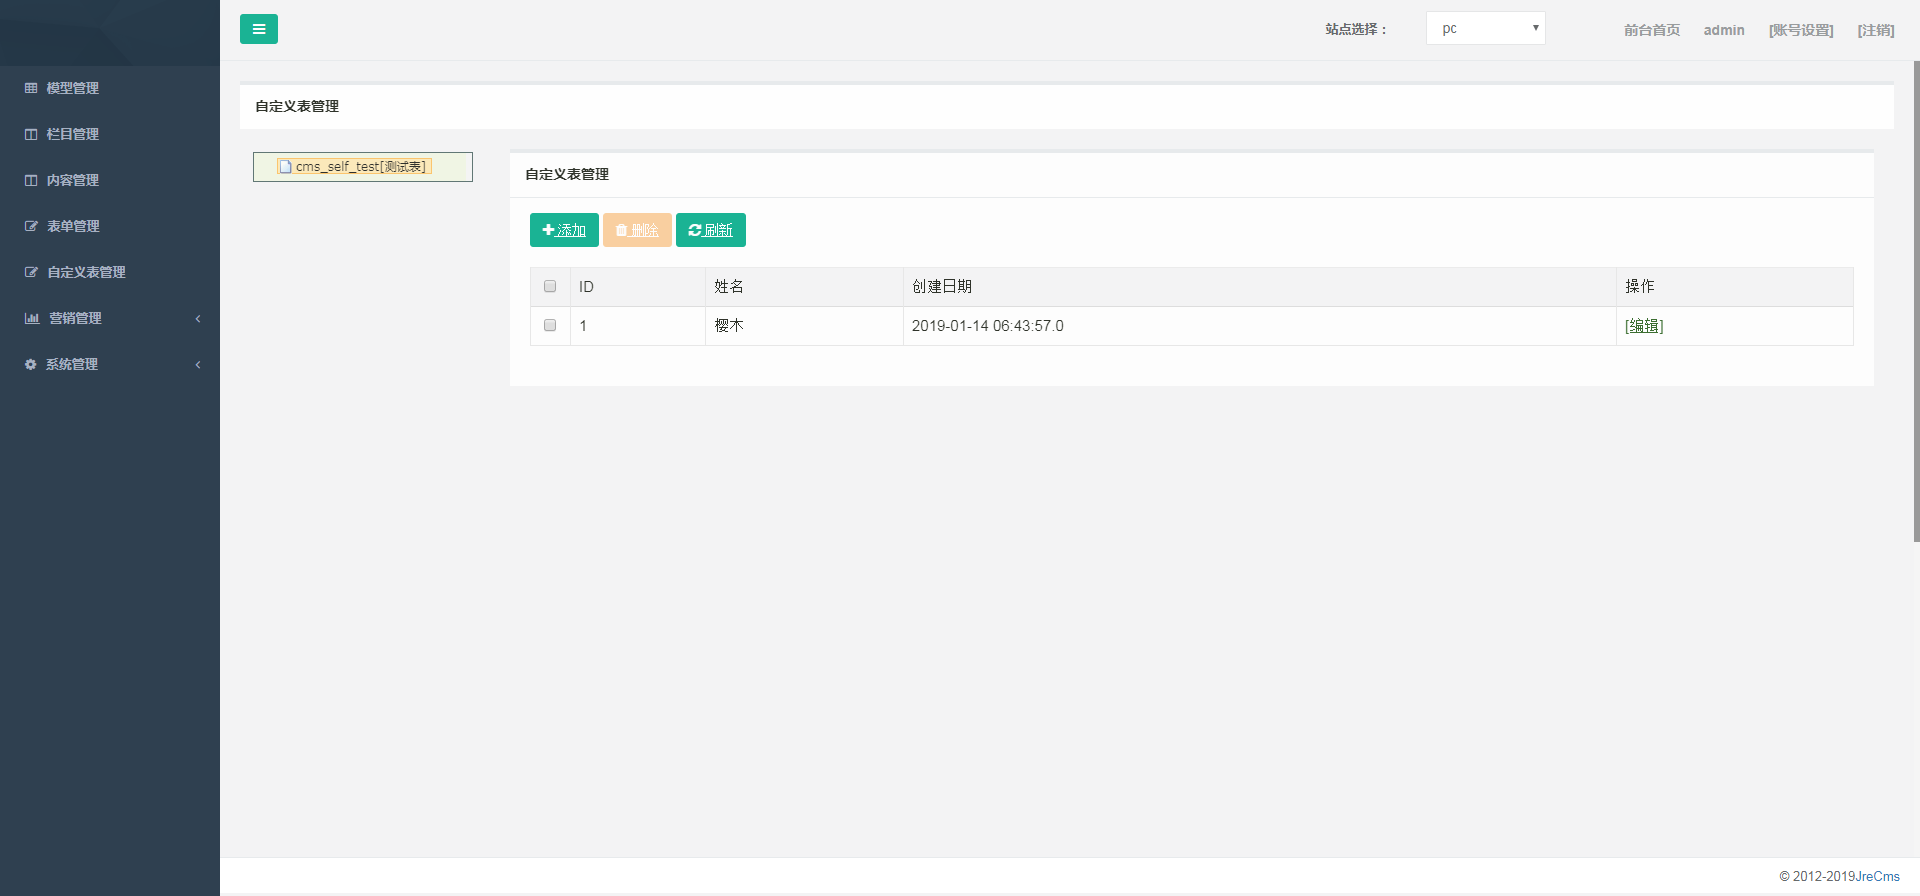 站点选择：
pc
前台首页 admin [账号设置] [注销]
模型管理
栏目管理
内容管理
表单管理
自定义表管理
营销管理
系统管理
自定义表管理
cms_self_test[测试表]
自定义表管理
添加 删除 刷新
ID 姓名 创建日期 操作
1 樱木 2019-01-14 06:43:57.0 [编辑]
© 2012-2019JreCms